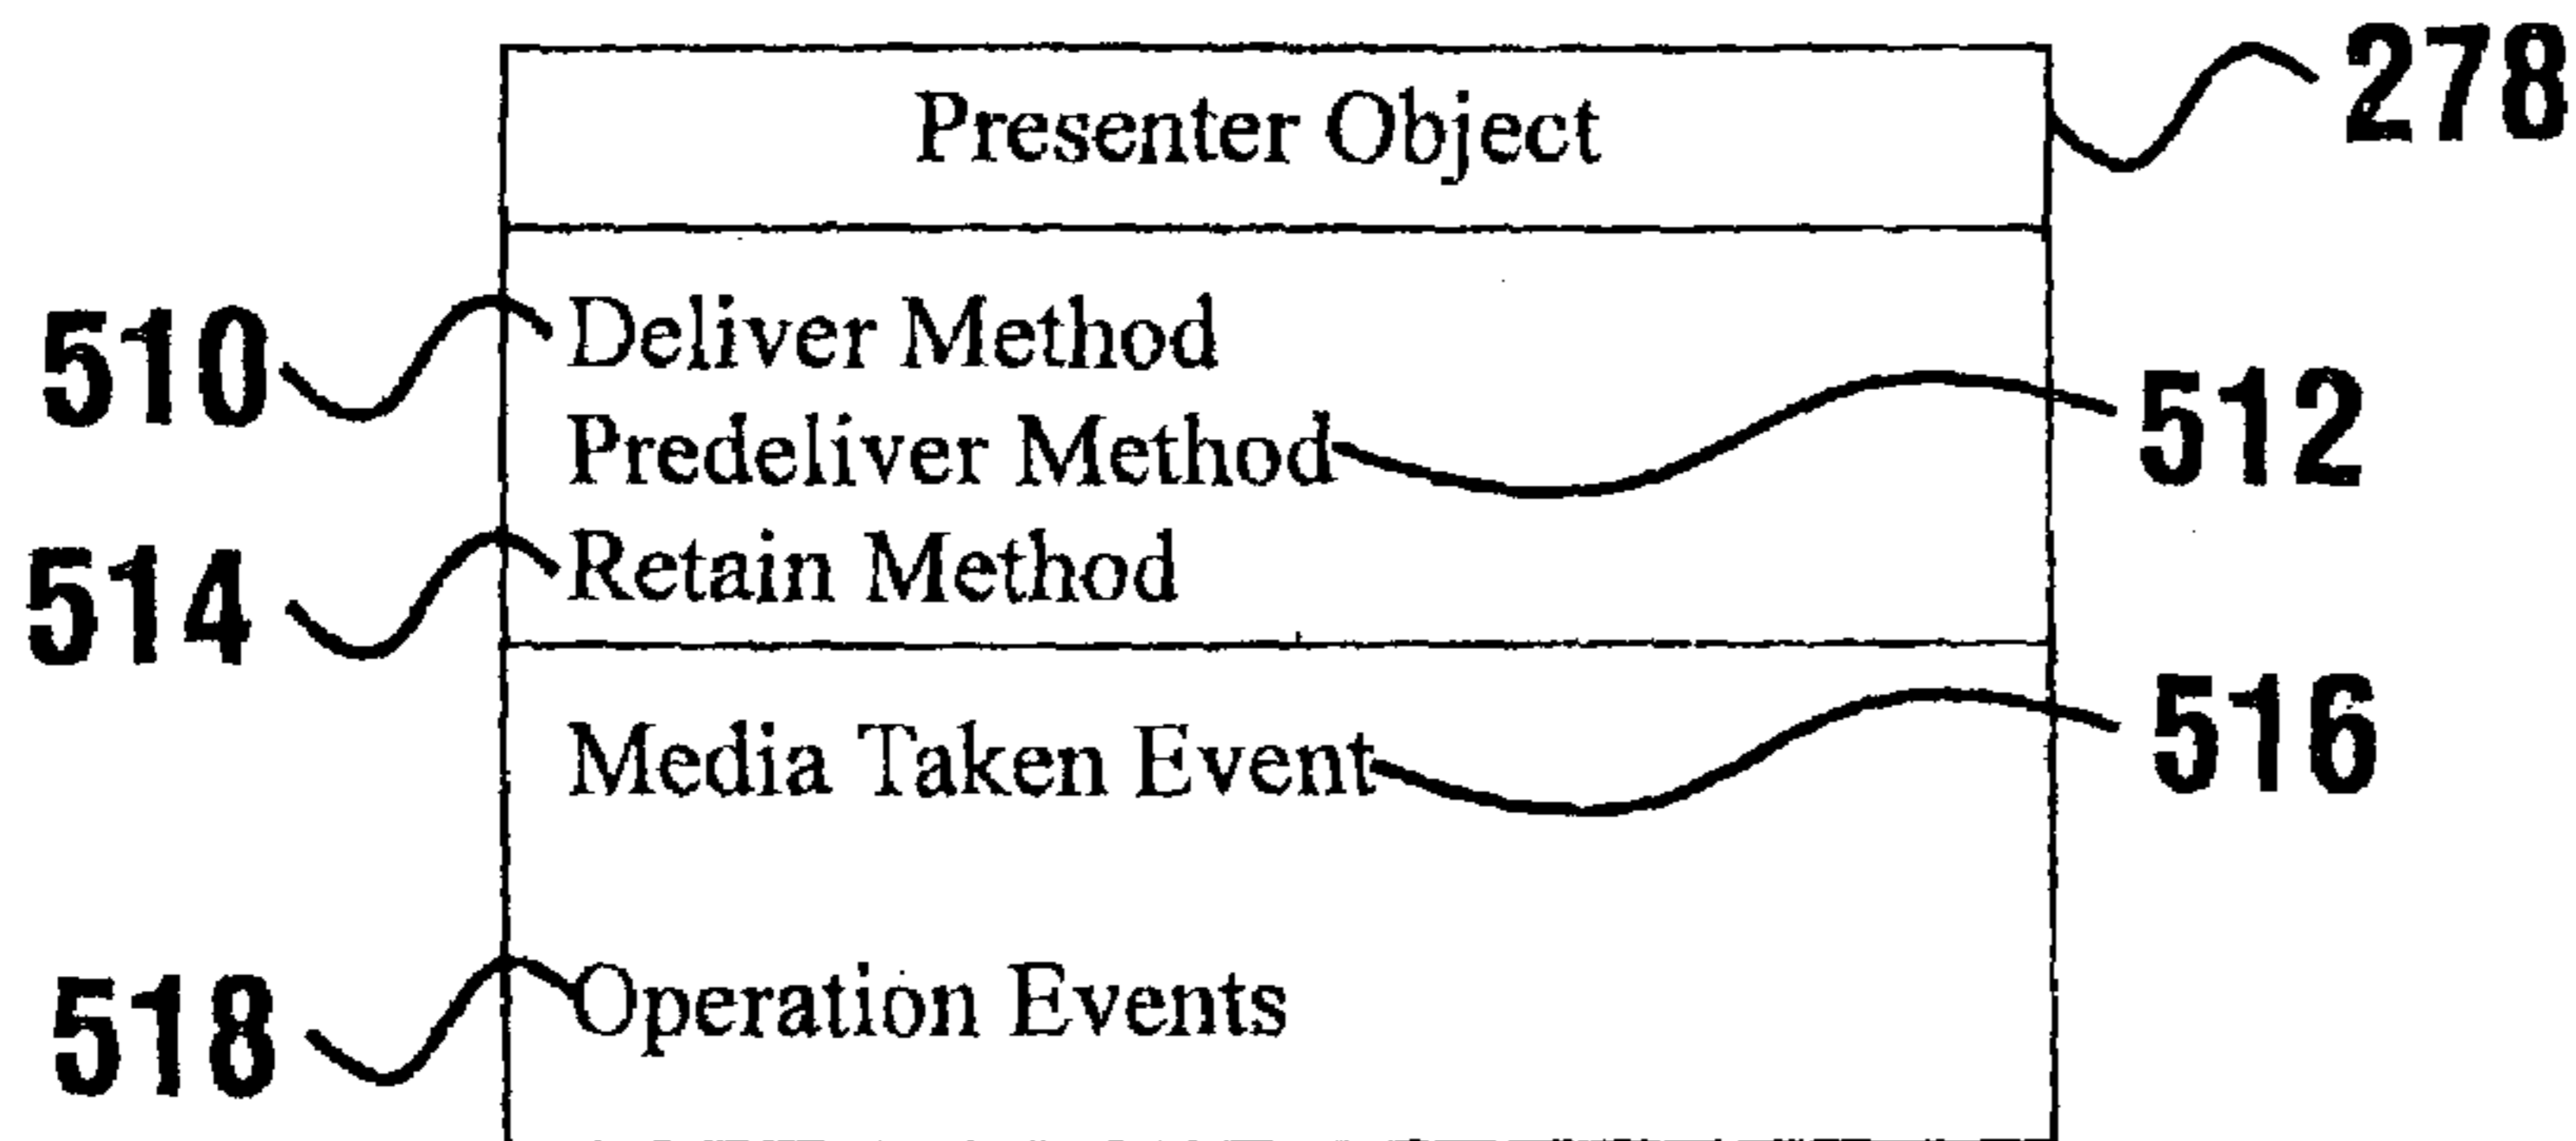 Presenter Object 278
510 Deliver Method
Predeliver Method 512
514 Retain Method
Media Taken Event 516
518 Operation Events